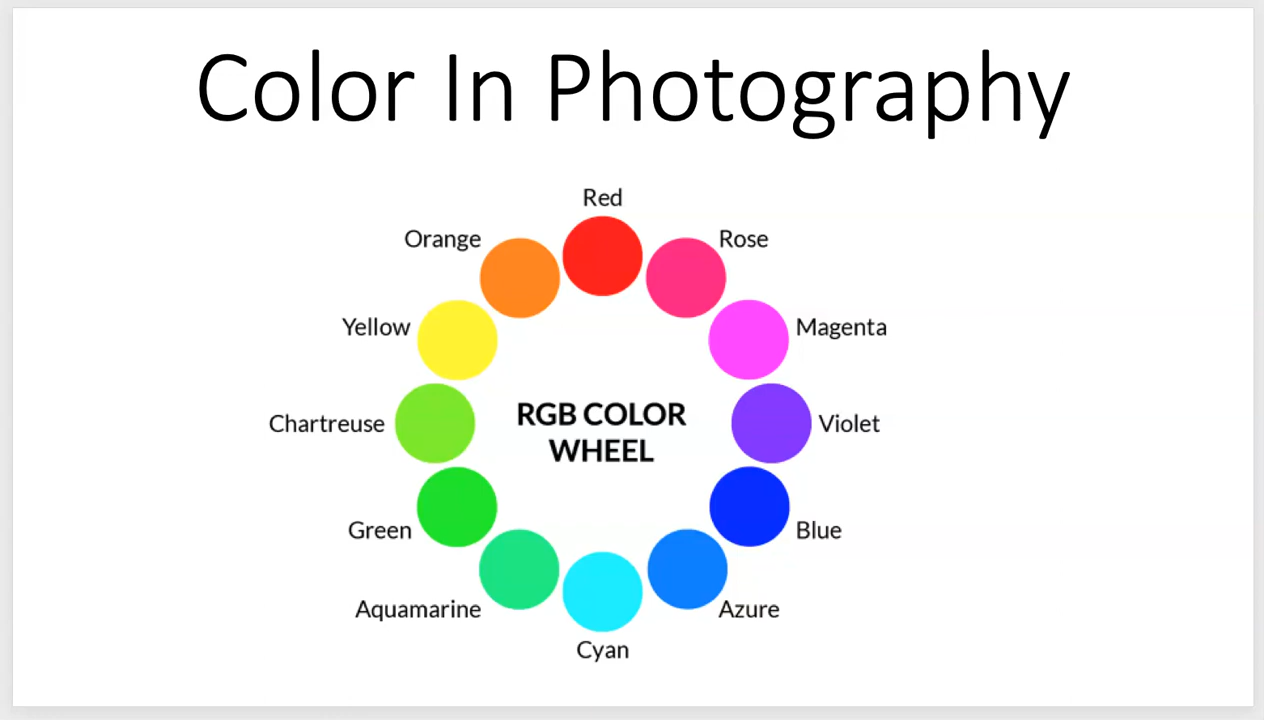 Color In Photography
Red
Orange
Rose
Yellow
Magenta
RGB COLOR
WHEEL
Chartreuse
Violet
Green
Blue
Aquamarine
Azure
Cyan